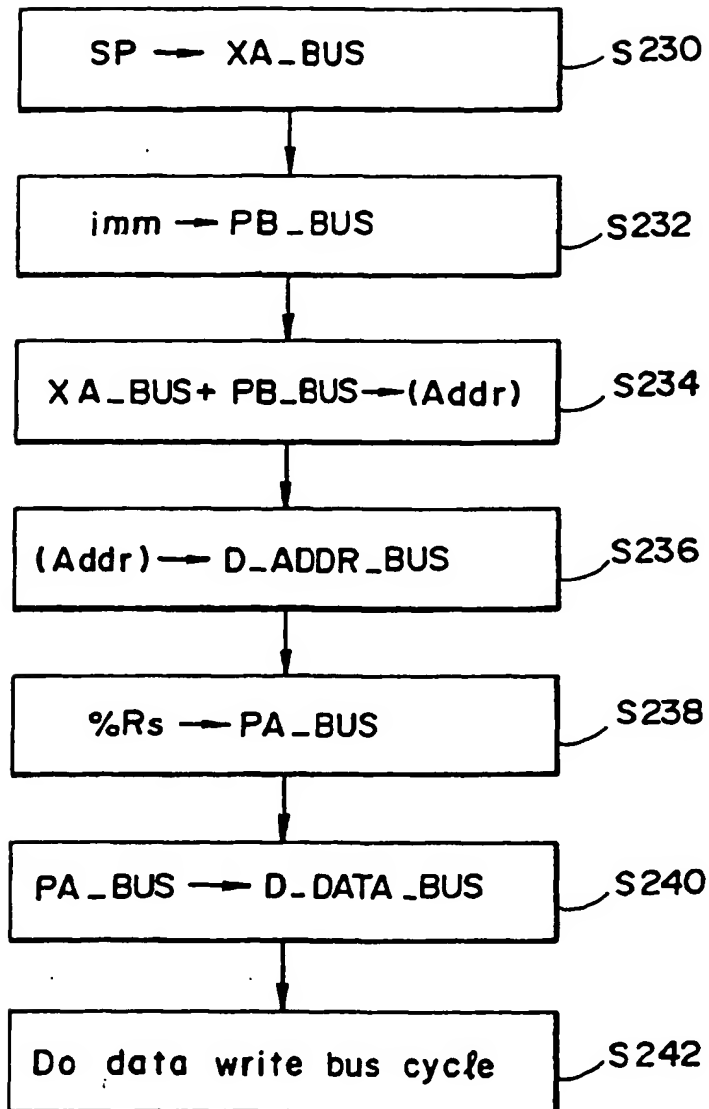 SP → XA_BUS S230
imm → PB_BUS S232
XA_BUS+ PB_BUS→(Addr) S234
(Addr)→ D_ADDR_BUS S236
%Rs → PA_BUS S238
PA_BUS → D_DATA_BUS S240
Do data write bus cycle S242